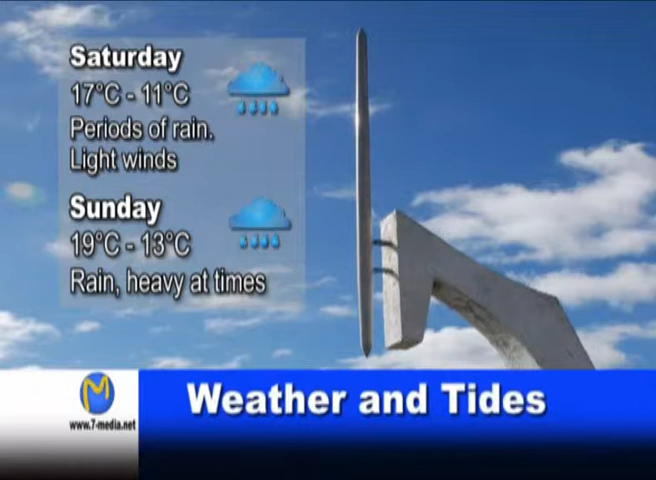 Saturday
17°C - 11°C
Periods of rain.
Light winds
Sunday
19°C - 13°C
Rain, heavy at times
M
www.7-media.net
Weather and Tides